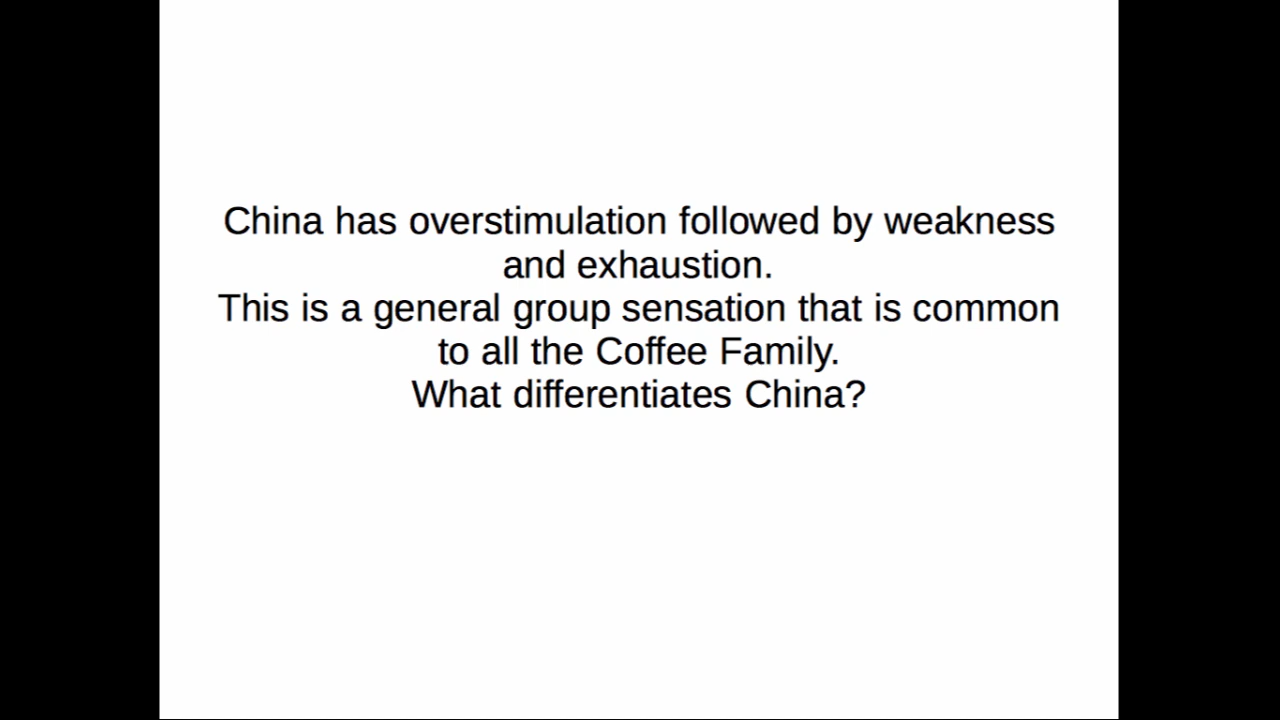 China has overstimulation followed by weakness
and exhaustion.
This is a general group sensation that is common
to all the Coffee Family.
What differentiates China?